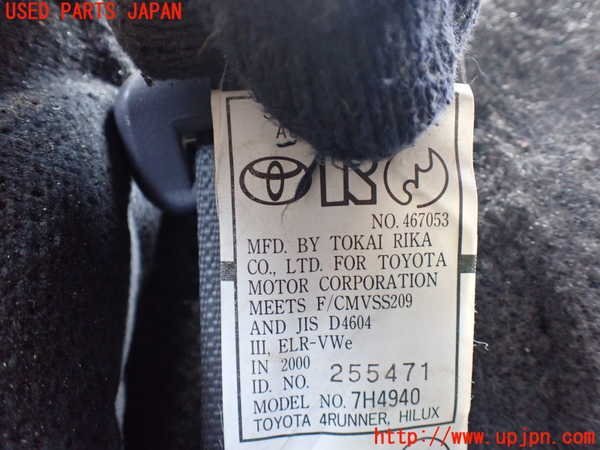 USED PARTS JAPAN
NO. 467053
MFD. BY TOKAI RIKA
CO., LTD. FOR TOYOTA
MOTOR CORPORATION
MEETS F/CMVSS209
AND JIS D4604
III, ELR-VWe
IN 2000
ID. NO. 255471
MODEL NO. 7H4940
TOYOTA 4RUNNER, HILUX
http://www.upjpn.com/